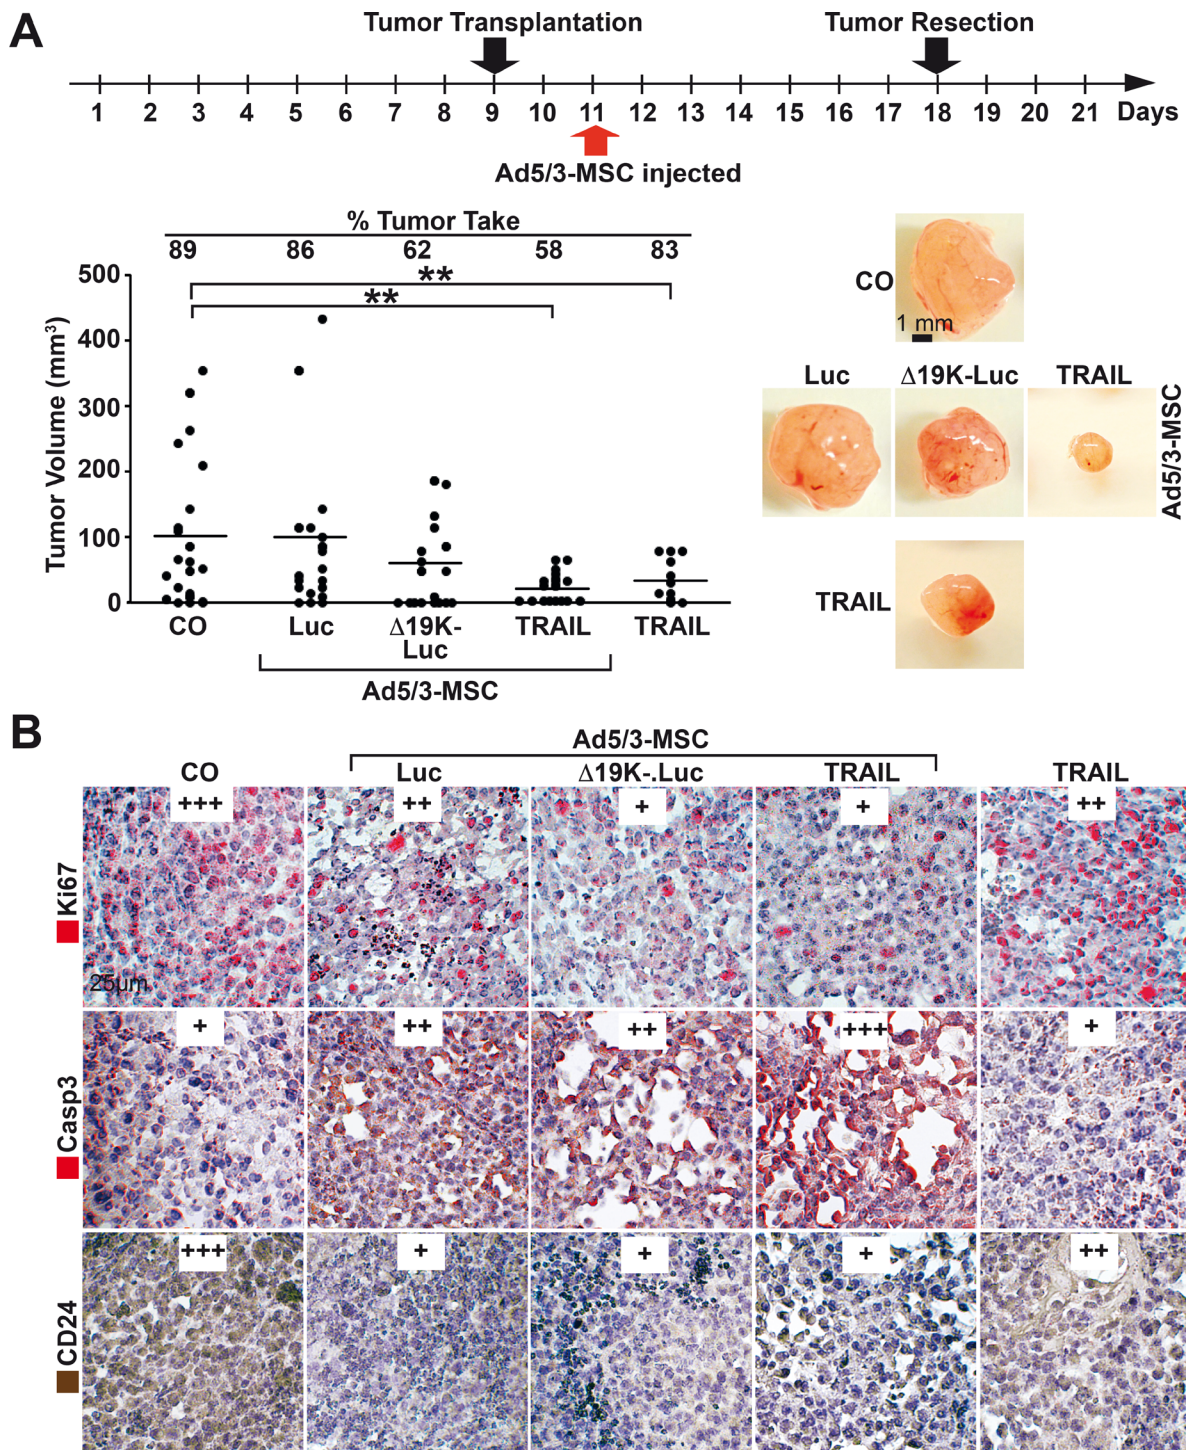 A
Tumor Transplantation
Tumor Resection
1 2 3 4 5 6 7 8 9 10 11 12 13 14 15 16 17 18 19 20 21 Days
Ad5/3-MSC injected
% Tumor Take
89 86 62 58 83
**
**
Tumor Volume (mm³)
500
400
300
200
100
0
CO
Luc
Δ19K-
Luc
TRAIL
TRAIL
Ad5/3-MSC
CO
1 mm
Luc
Δ19K-Luc
TRAIL
Ad5/3-MSC
TRAIL
B
Ad5/3-MSC
CO
Luc
Δ19K-.Luc
TRAIL
TRAIL
Ki67
+++
++
+
+
++
25µm
Casp3
+
++
++
+++
+
CD24
+++
+
+
+
++